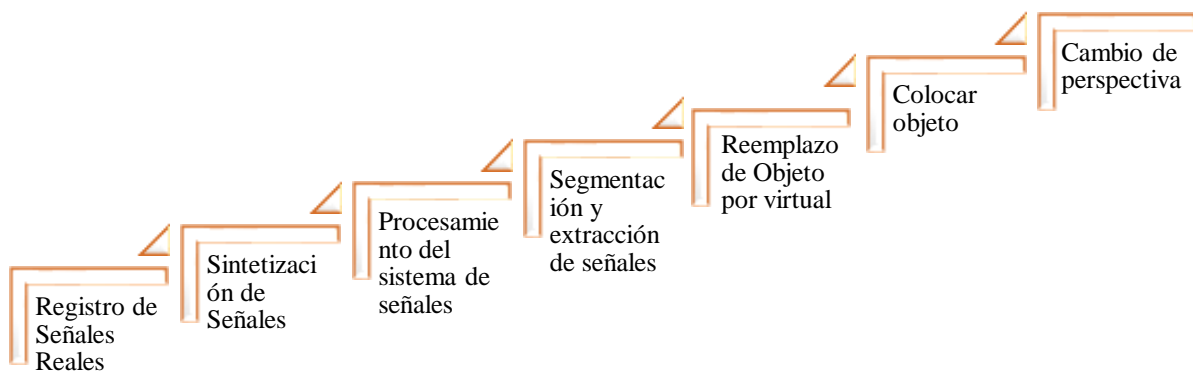 Registro de
Señales
Reales
Sintetizaci
ón de
Señales
Procesamie
nto del
sistema de
señales
Segmentac
ión y
extracción
de señales
Reemplazo
de Objeto
por virtual
Colocar
objeto
Cambio de
perspectiva